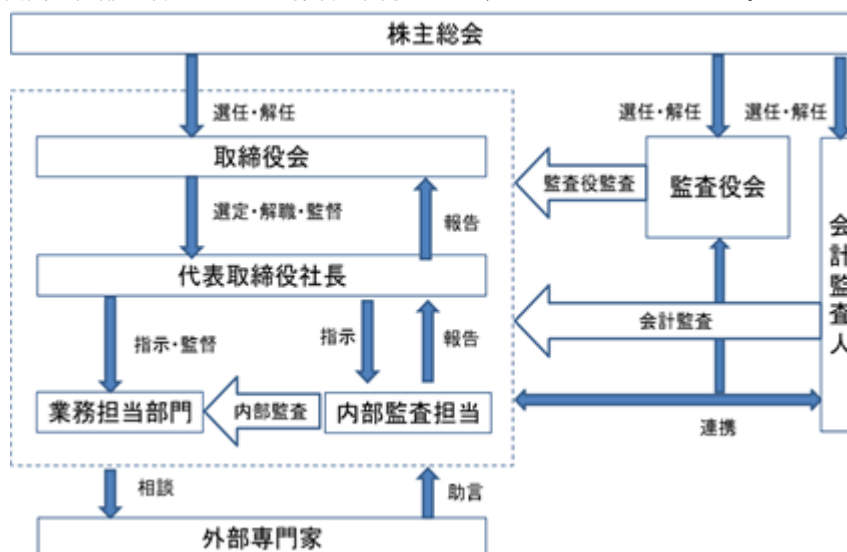 株主総会
選任・解任
選任・解任
選任・解任
取締役会
監査役監査
監査役会
選定・解職・監督
報告
代表取締役社長
会計監査人
会計監査
指示・監督
指示
報告
業務担当部門
内部監査
内部監査担当
連携
相談
助言
外部専門家